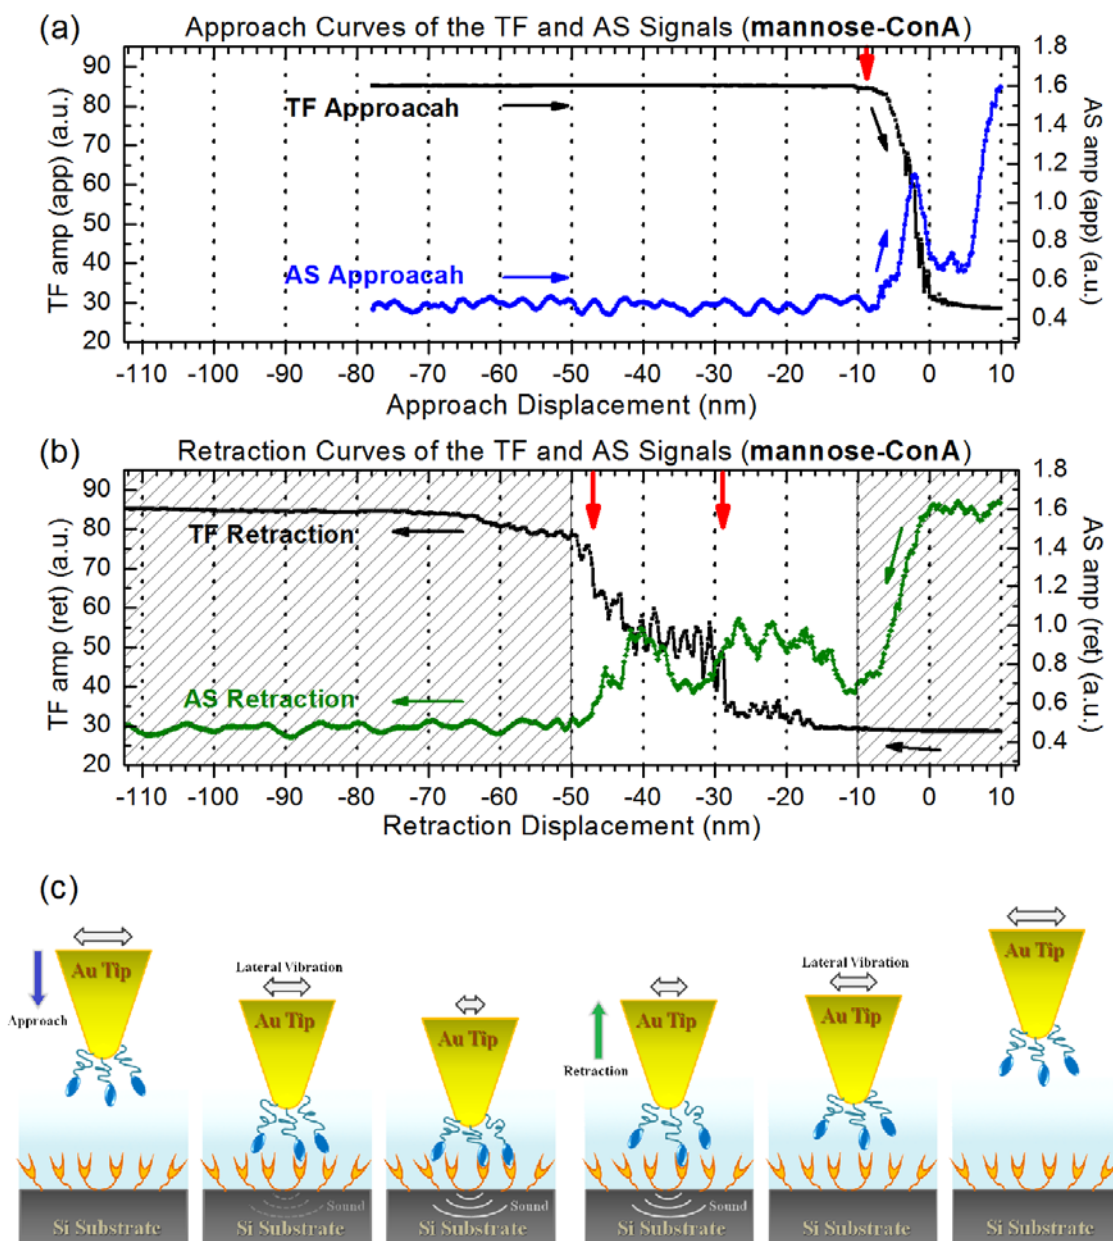 (a) Approach Curves of the TF and AS Signals (mannose-ConA)
TF amp (app) (a.u.)
90
80
70
60
50
40
30
20
TF Approacah
AS Approacah
1.8
1.6
1.4
1.2
1.0
0.8
0.6
0.4
AS amp (app) (a.u.)
-110 -100 -90 -80 -70 -60 -50 -40 -30 -20 -10 0 10
Approach Displacement (nm)
(b) Retraction Curves of the TF and AS Signals (mannose-ConA)
TF amp (ret) (a.u.)
90
80
70
60
50
40
30
20
TF Retraction
AS Retraction
1.8
1.6
1.4
1.2
1.0
0.8
0.6
0.4
AS amp (ret) (a.u.)
-110 -100 -90 -80 -70 -60 -50 -40 -30 -20 -10 0 10
Retraction Displacement (nm)
(c)
Approach
Au Tip
Si Substrate
Lateral Vibration
Au Tip
Sound
Si Substrate
Au Tip
Sound
Si Substrate
Retraction
Au Tip
Sound
Si Substrate
Lateral Vibration
Au Tip
Si Substrate
Au Tip
Si Substrate